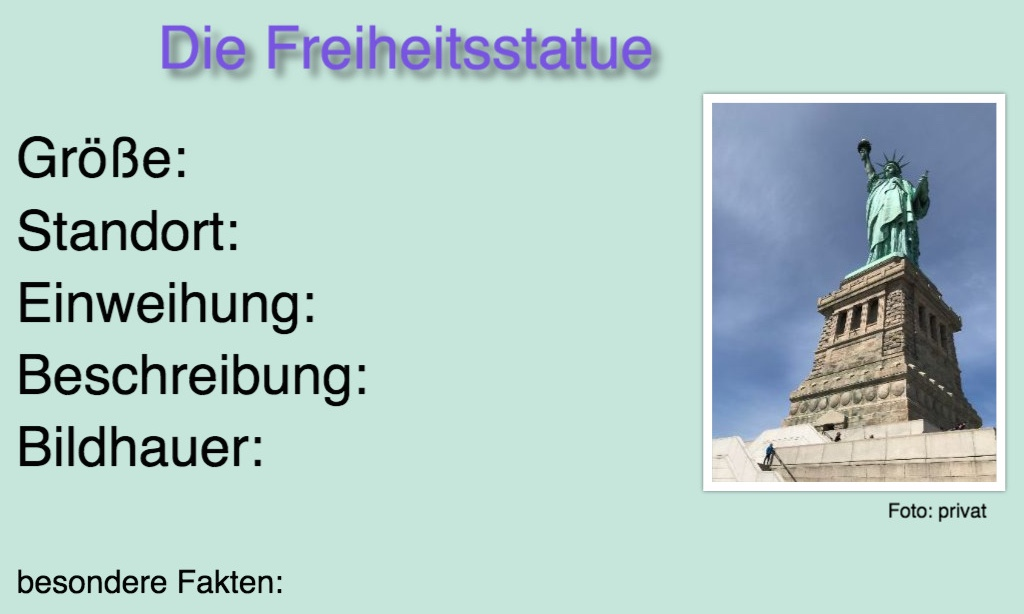 Die Freiheitsstatue
Größe:
Standort:
Einweihung:
Beschreibung:
Bildhauer:
Foto: privat
besondere Fakten: